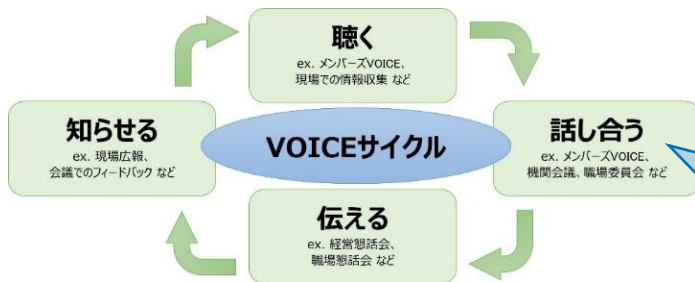 聴く
ex. メンバーズVOICE、
現場での情報収集 など
知らせる
ex. 現場広報、
会議でのフィードバック など
VOICEサイクル
話し合う
ex. メンバーズVOICE、
機関会議、職場委員会 など
伝える
ex. 経営懇話会、
職場懇話会 など